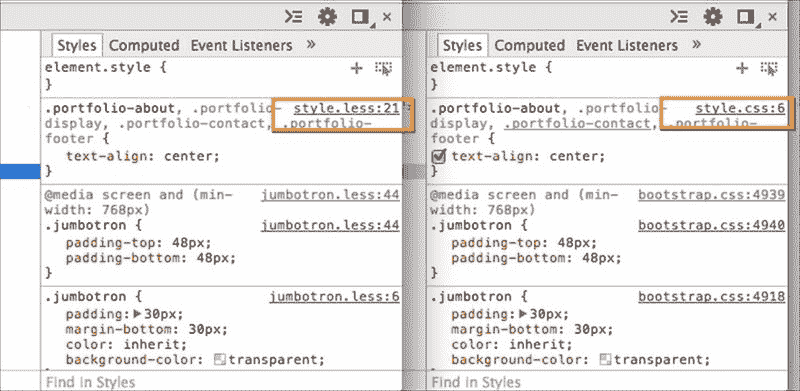 Styles Computed Event Listeners »
element.style {
}
.portfolio-about, .portfolio- style.less:21
display, .portfolio-contact, .portfolio-
footer {
text-align: center;
}
@media screen and (min- jumbotron.less:44
width: 768px)
.jumbotron { jumbotron.less:44
padding-top: 48px;
padding-bottom: 48px;
}
.jumbotron { jumbotron.less:6
padding: 30px;
margin-bottom: 30px;
color: inherit;
background-color: transparent;
Find in Styles
Styles Computed Event Listeners »
element.style {
}
.portfolio-about, .portfolio- style.css:6
display, .portfolio-contact, .portfolio-
footer {
text-align: center;
}
@media screen and (min- bootstrap.css:4939
width: 768px)
.jumbotron { bootstrap.css:4940
padding-top: 48px;
padding-bottom: 48px;
}
.jumbotron { bootstrap.css:4918
padding: 30px;
margin-bottom: 30px;
color: inherit;
background-color: transparent;
Find in Styles